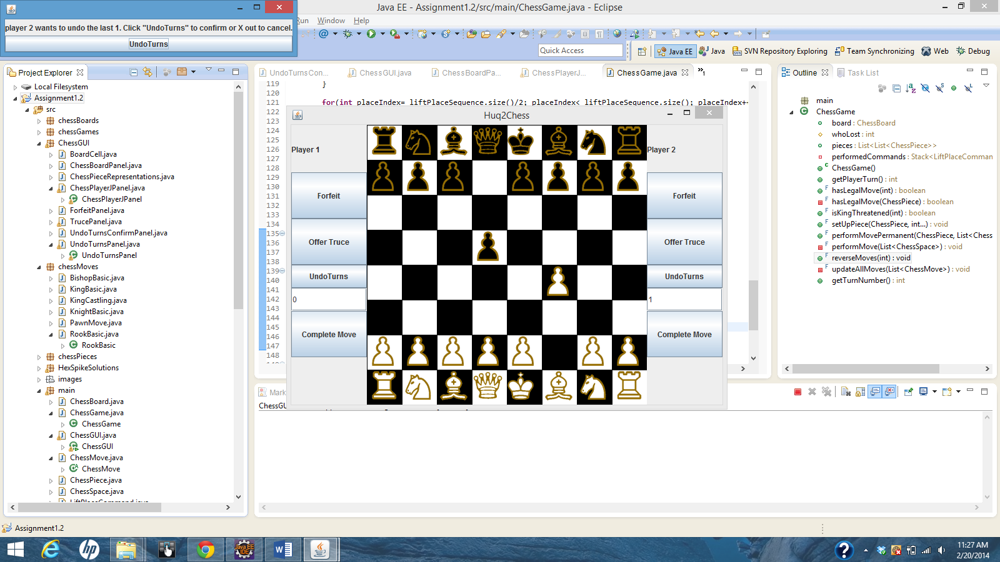 Java EE - Assignment1.2/src/main/ChessGame.java - Eclipse
player 2 wants to undo the last 1. Click "UndoTurns" to confirm or X out to cancel.
UndoTurns
Run Window Help
Quick Access
Java EE Java SVN Repository Exploring Team Synchronizing Web Debug
Project Explorer
Local Filesystem
Assignment1.2
src
chessBoards
chessGames
ChessGUI
BoardCell.java
ChessBoardPanel.java
ChessPieceRepresentations.java
ChessPlayerJPanel.java
ChessPlayerJPanel
ForfeitPanel.java
TrucePanel.java
UndoTurnsConfirmPanel.java
UndoTurnsPanel.java
UndoTurnsPanel
chessMoves
BishopBasic.java
KingBasic.java
KingCastling.java
KnightBasic.java
PawnMove.java
RookBasic.java
RookBasic
chessPieces
HexSpikeSolutions
images
main
ChessBoard.java
ChessGame.java
ChessGame
ChessGUI.java
ChessGUI
ChessMove.java
ChessMove
ChessPiece.java
ChessSpace.java
LiftPlaceCommand.java
UndoTurnsCon... ChessGUI.java ChessBoardPa... ChessPlayerJ... ChessGame.java »1
119 }
120
121 for(int placeIndex= liftPlaceSequence.size()/2; placeIndex< liftPlaceSequence.size(); placeIndex++
122
123
124
125
126
127
128
129
130
131
132
133
134
135
136
137
138
139
140
141
142
143
144
145
146
147
148
Huq2Chess
Player 1
Forfeit
Offer Truce
UndoTurns
0
Complete Move
Player 2
Forfeit
Offer Truce
UndoTurns
1
Complete Move
Mark
ChessGU
Outline Task List
main
ChessGame
board : ChessBoard
whoLost : int
pieces : List<List<ChessPiece>>
performedCommands : Stack<LiftPlaceComman
ChessGame()
getPlayerTurn() : int
hasLegalMove(int) : boolean
hasLegalMove(ChessPiece) : boolean
isKingThreatened(int) : boolean
setUpPiece(ChessPiece, int...) : void
performMovePermanent(ChessPiece, List<Chess
performMove(List<ChessSpace>) : void
reverseMoves(int) : void
updateAllMoves(List<ChessMove>) : void
getTurnNumber() : int
Assignment1.2
11:27 AM
2/20/2014